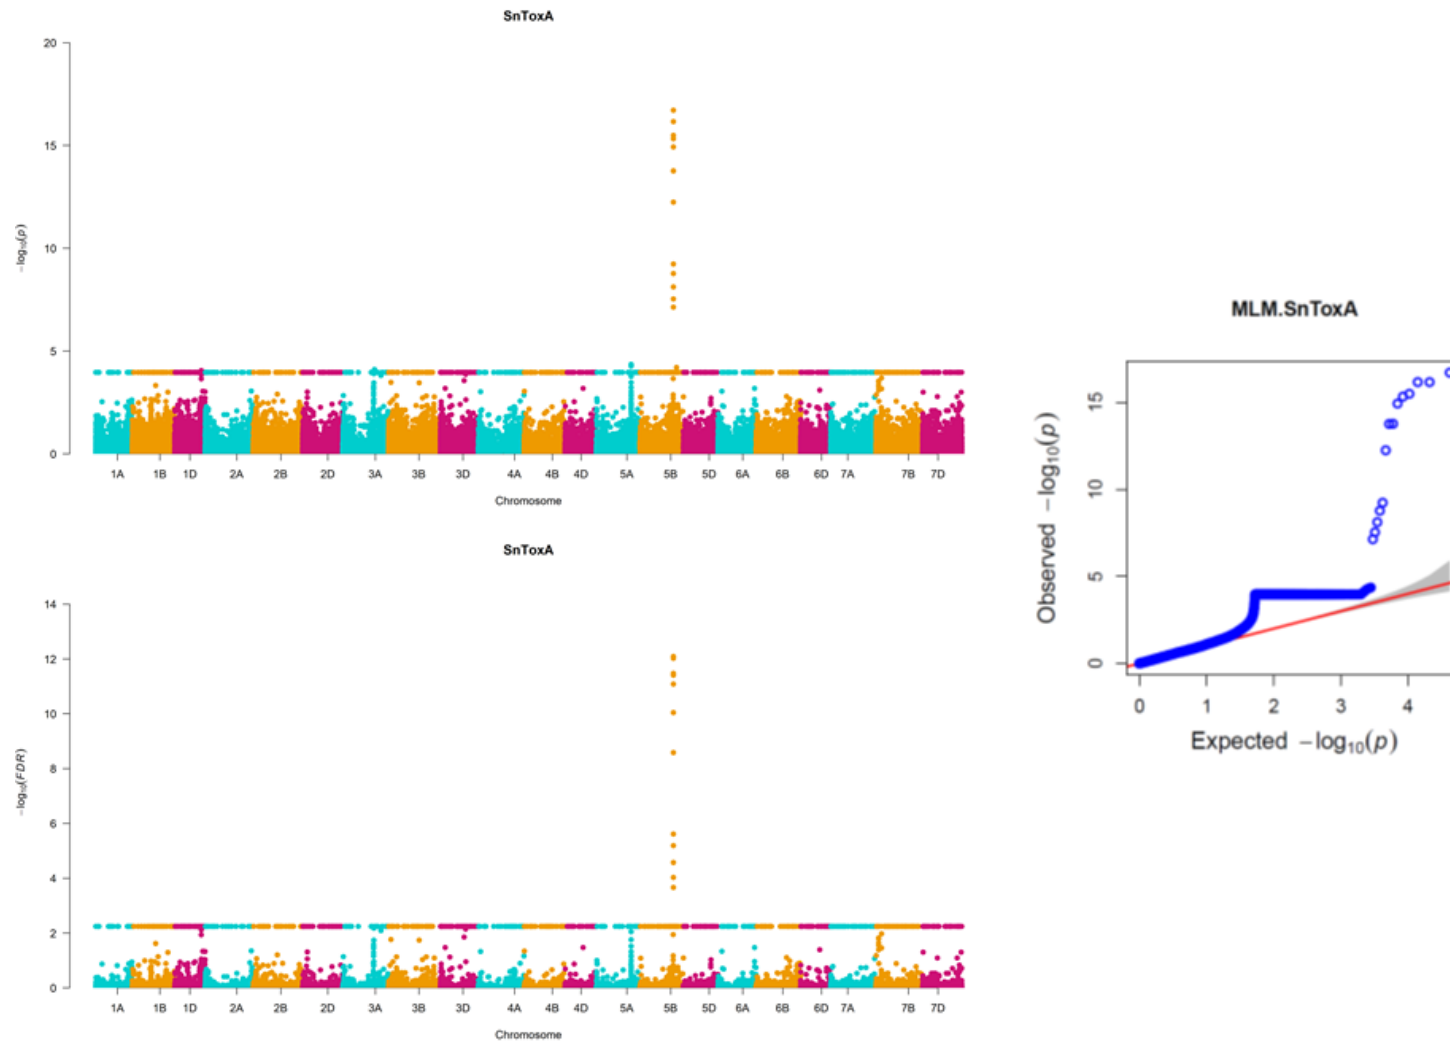 SnToxA
20
15
10
5
0
−log₁₀(p)
1A 1B 1D 2A 2B 2D 3A 3B 3D 4A 4B 4D 5A 5B 5D 6A 6B 6D 7A 7B 7D
Chromosome
SnToxA
14
12
10
8
6
4
2
0
−log₁₀(FDR)
1A 1B 1D 2A 2B 2D 3A 3B 3D 4A 4B 4D 5A 5B 5D 6A 6B 6D 7A 7B 7D
Chromosome
MLM.SnToxA
15
10
5
0
Observed −log₁₀(p)
0 1 2 3 4
Expected −log₁₀(p)